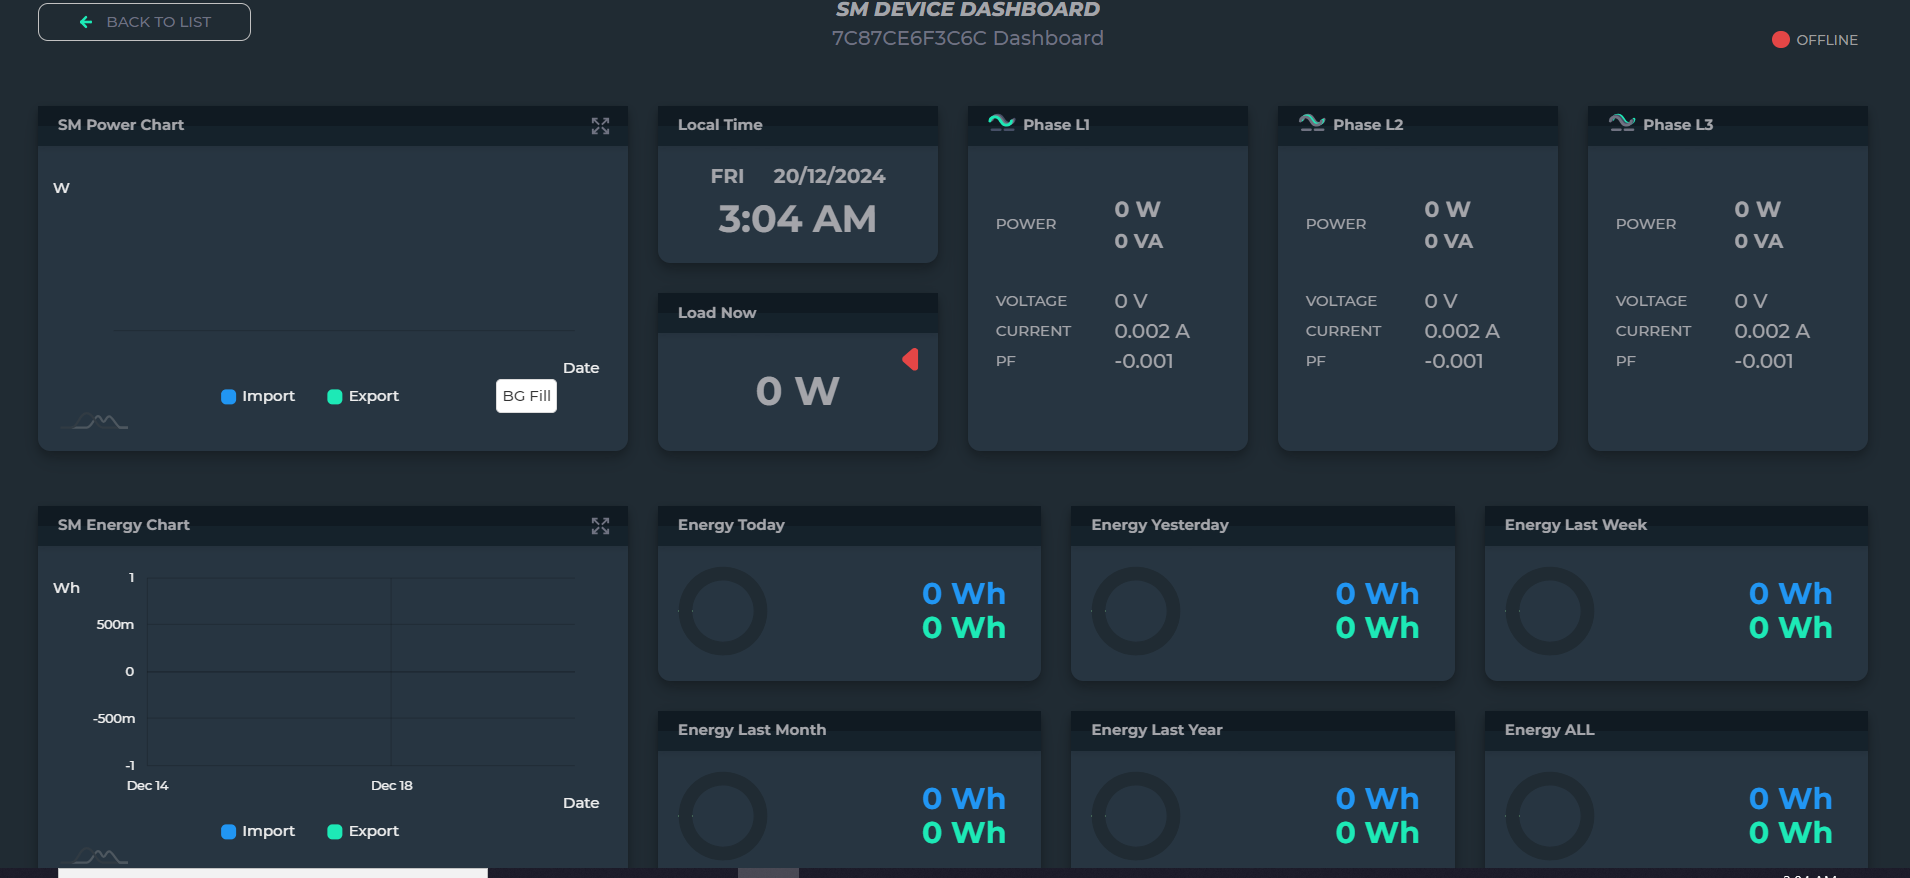 BACK TO LIST
SM DEVICE DASHBOARD
7C87CE6F3C6C Dashboard
OFFLINE
SM Power Chart
W
Date
Import
Export
BG Fill
Local Time
FRI 20/12/2024
3:04 AM
Load Now
0 W
Phase L1
POWER
0 W
0 VA
VOLTAGE 0 V
CURRENT 0.002 A
PF -0.001
Phase L2
POWER
0 W
0 VA
VOLTAGE 0 V
CURRENT 0.002 A
PF -0.001
Phase L3
POWER
0 W
0 VA
VOLTAGE 0 V
CURRENT 0.002 A
PF -0.001
SM Energy Chart
Wh
1
500m
0
-500m
-1
Dec 14
Dec 18
Date
Import
Export
Energy Today
0 Wh
0 Wh
Energy Yesterday
0 Wh
0 Wh
Energy Last Week
0 Wh
0 Wh
Energy Last Month
0 Wh
0 Wh
Energy Last Year
0 Wh
0 Wh
Energy ALL
0 Wh
0 Wh